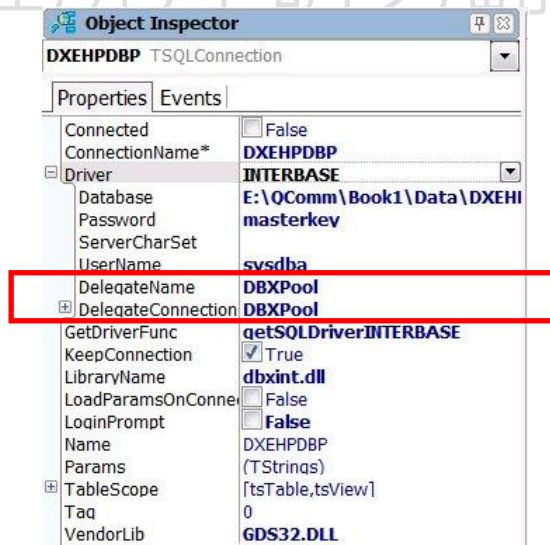 Object Inspector
DXEHPDBP TSQLConnection
Properties Events
Connected False
ConnectionName* DXEHPDBP
Driver INTERBASE
Database E:\QComm\Book1\Data\DXEH
Password masterkey
ServerCharSet
UserName sysdba
DelegateName DBXPool
DelegateConnection DBXPool
GetDriverFunc getSQLDriverINTERBASE
KeepConnection True
LibraryName dbxint.dll
LoadParamsOnConne False
LoginPrompt False
Name DXEHPDBP
Params (TStrings)
TableScope [tsTable,tsView]
Tag 0
VendorLib GDS32.DLL